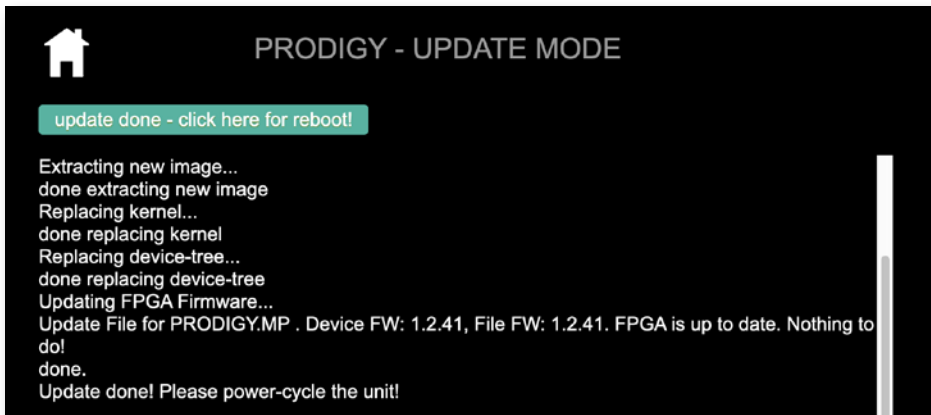 PRODIGY - UPDATE MODE
update done - click here for reboot!
Extracting new image...
done extracting new image
Replacing kernel...
done replacing kernel
Replacing device-tree...
done replacing device-tree
Updating FPGA Firmware...
Update File for PRODIGY.MP . Device FW: 1.2.41, File FW: 1.2.41. FPGA is up to date. Nothing to
do!
done.
Update done! Please power-cycle the unit!